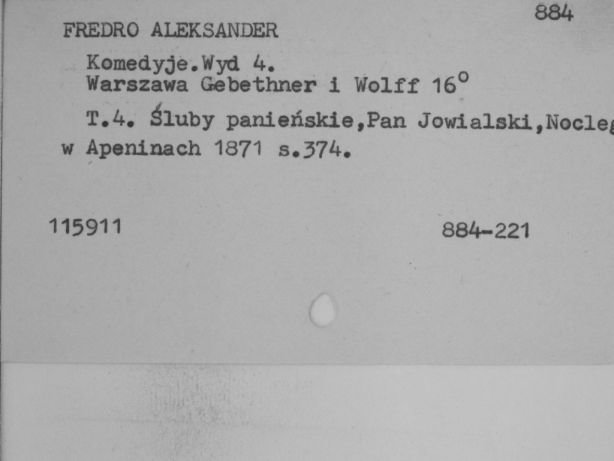 884
FREDRO ALEKSANDER
Komedyje.Wyd 4.
Warszawa Gebethner i Wolff 16°
T.4. Śluby panieńskie,Pan Jowialski,Nocleg
w Apeninach 1871 s.374.
115911 884-221